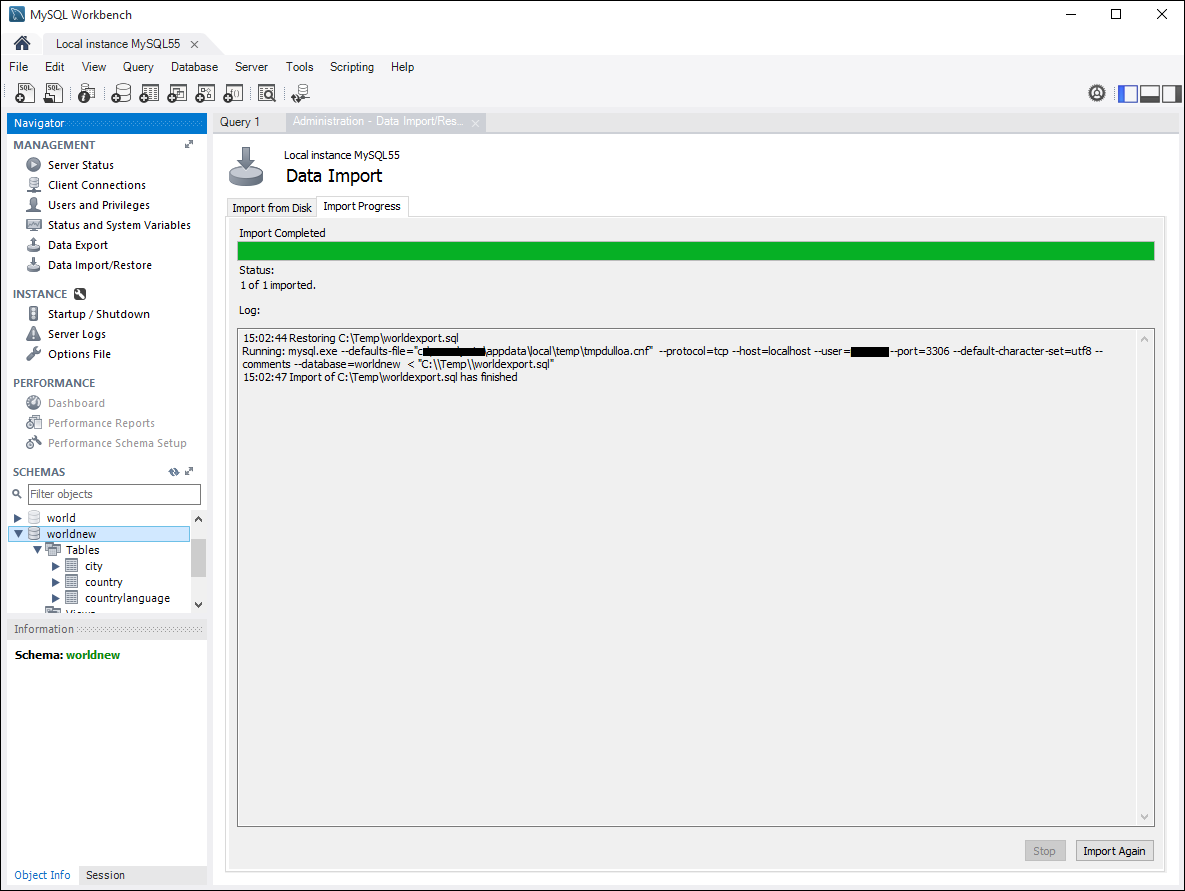 MySQL Workbench
Local instance MySQL55
File Edit View Query Database Server Tools Scripting Help
SQL SQL
Navigator
MANAGEMENT
Server Status
Client Connections
Users and Privileges
Status and System Variables
Data Export
Data Import/Restore
INSTANCE
Startup / Shutdown
Server Logs
Options File
PERFORMANCE
Dashboard
Performance Reports
Performance Schema Setup
SCHEMAS
Filter objects
world
worldnew
Tables
city
country
countrylanguage
Views
Information
Schema: worldnew
Object Info Session
Query 1 Administration - Data Import/Res...
Local instance MySQL55
Data Import
Import from Disk Import Progress
Import Completed
Status:
1 of 1 imported.
Log:
15:02:44 Restoring C:\Temp\worldexport.sql
Running: mysql.exe --defaults-file="c \appdata\local\temp\tmpdulloa.cnf" --protocol=tcp --host=localhost --user= --port=3306 --default-character-set=utf8 --
comments --database=worldnew < "C:\\Temp\\worldexport.sql"
15:02:47 Import of C:\Temp\worldexport.sql has finished
Stop Import Again